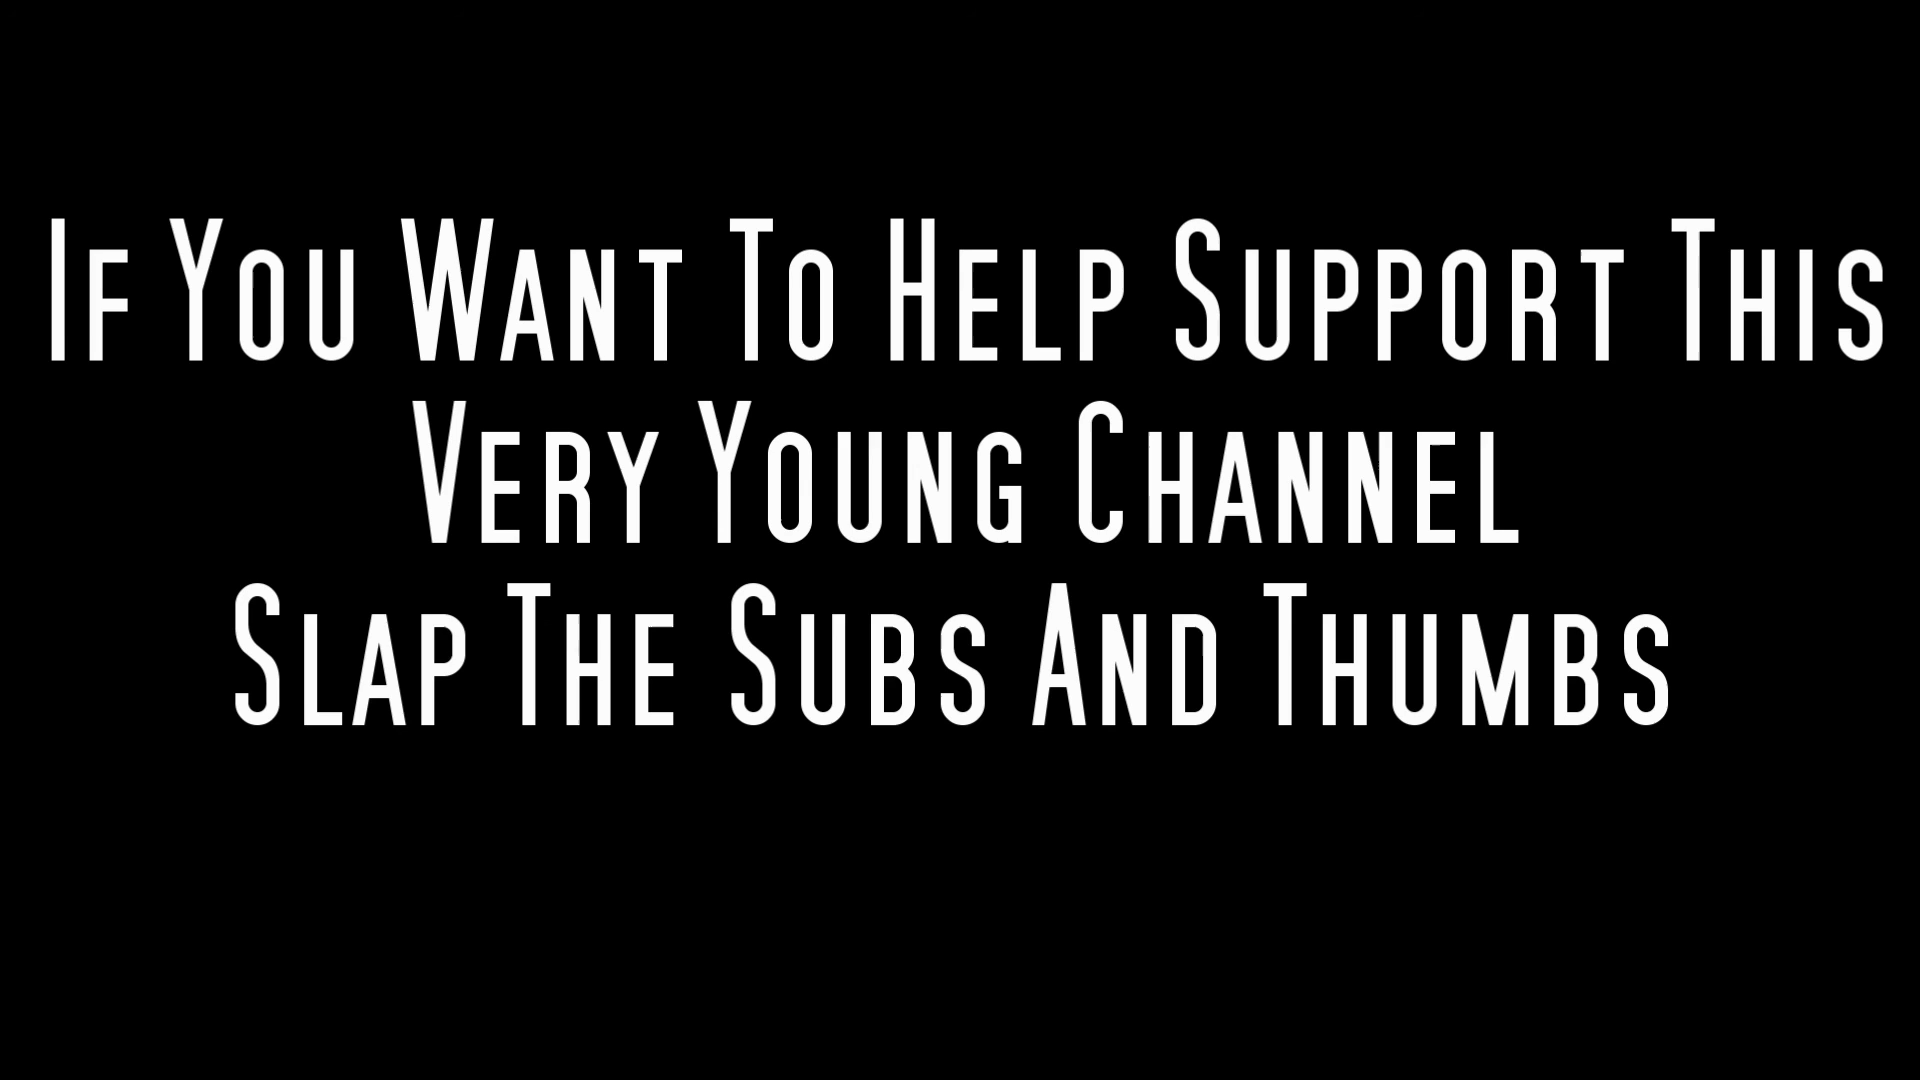 If You Want To Help Support This
Very Young Channel
Slap The Subs And Thumbs